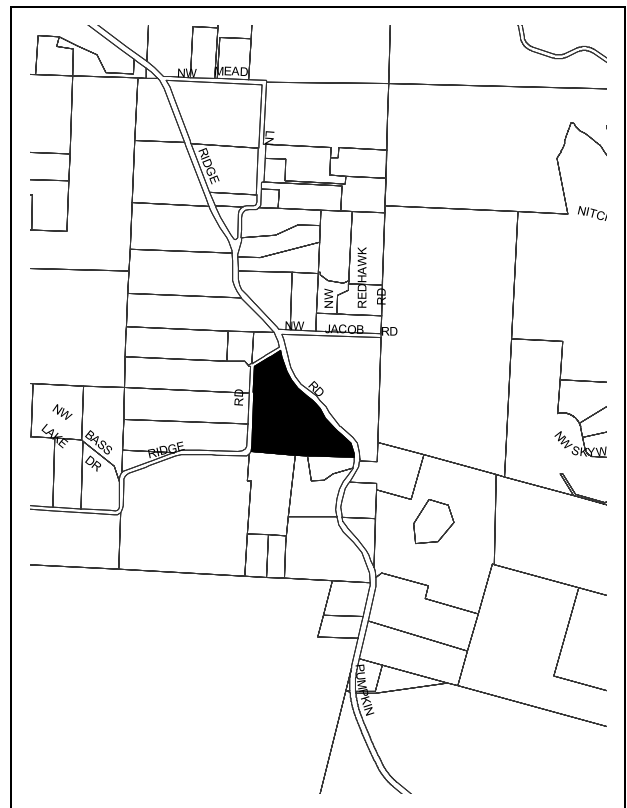 NW MEAD
LN
RIDGE
NITCH
NW
REDHAWK
RD
NW JACOB RD
RD
RD
NW
LAKE
BASS
DR
RIDGE
NW SKYW
PUMPKIN